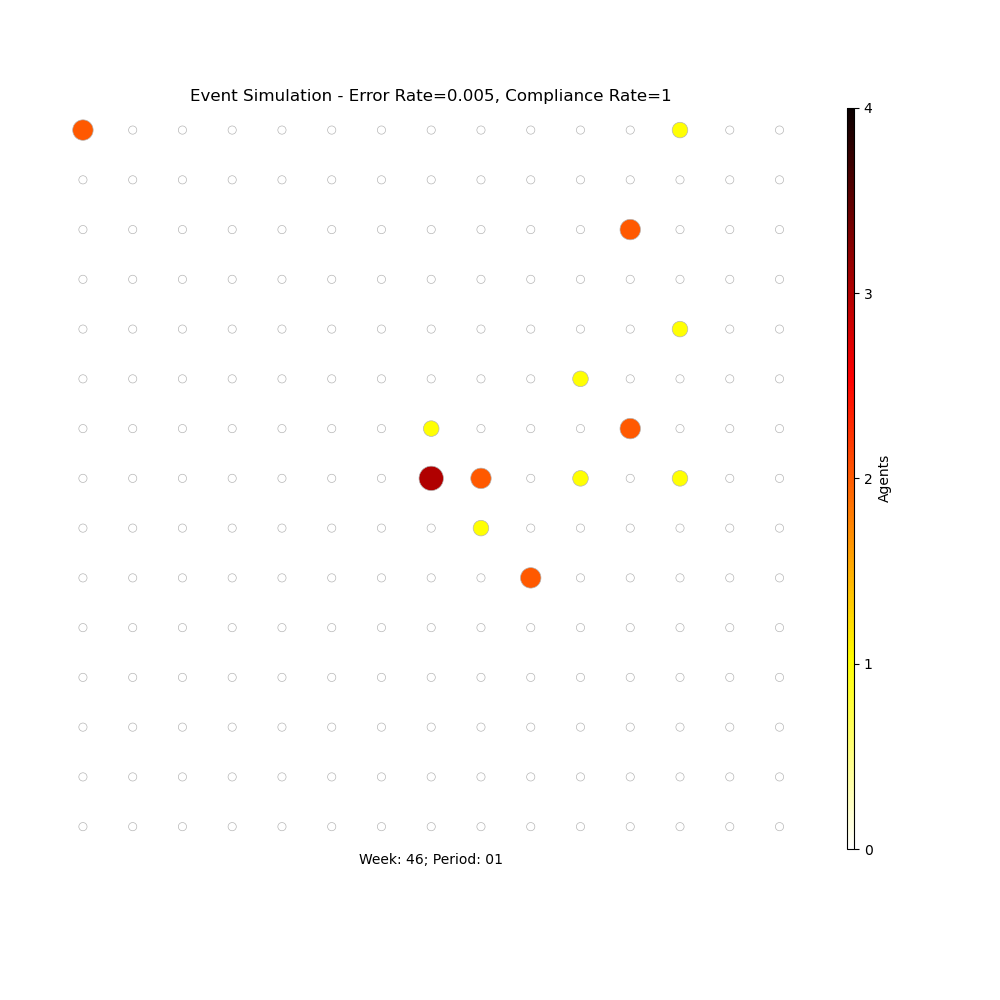 Event Simulation - Error Rate=0.005, Compliance Rate=1
4
3
2
1
0
Agents
Week: 46; Period: 01